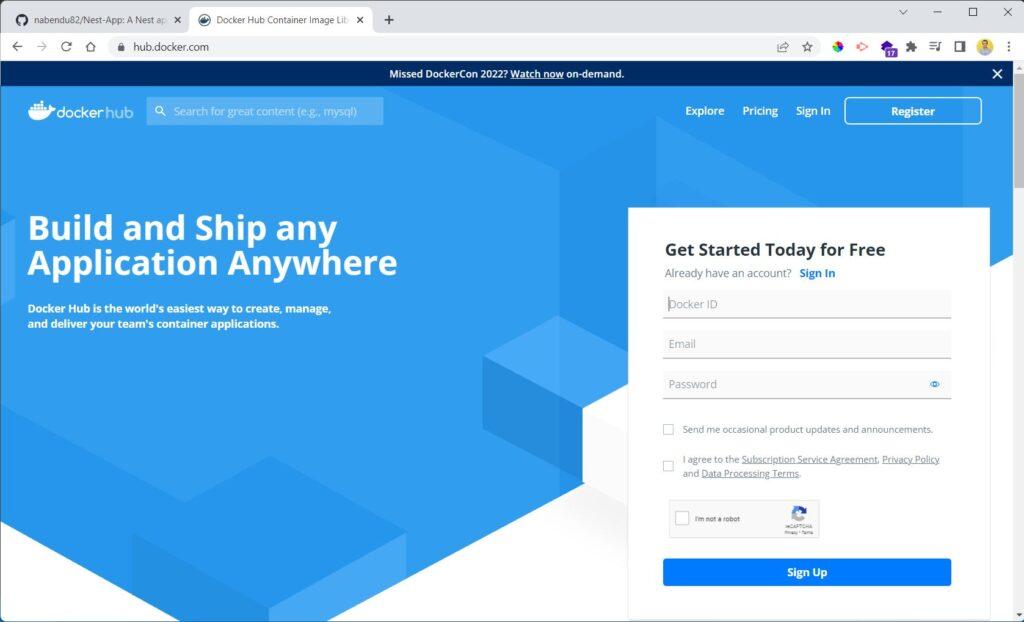 nabendu82/Nest-App: A Nest ap
Docker Hub Container Image Lib
hub.docker.com
17
Missed DockerCon 2022? Watch now on-demand.
docker hub
Search for great content (e.g., mysql)
Explore
Pricing
Sign In
Register
Build and Ship any
Application Anywhere
Docker Hub is the world's easiest way to create, manage,
and deliver your team's container applications.
Get Started Today for Free
Already have an account? Sign In
Docker ID
Email
Password
Send me occasional product updates and announcements.
I agree to the Subscription Service Agreement, Privacy Policy
and Data Processing Terms.
I'm not a robot
reCAPTCHA
Privacy - Terms
Sign Up